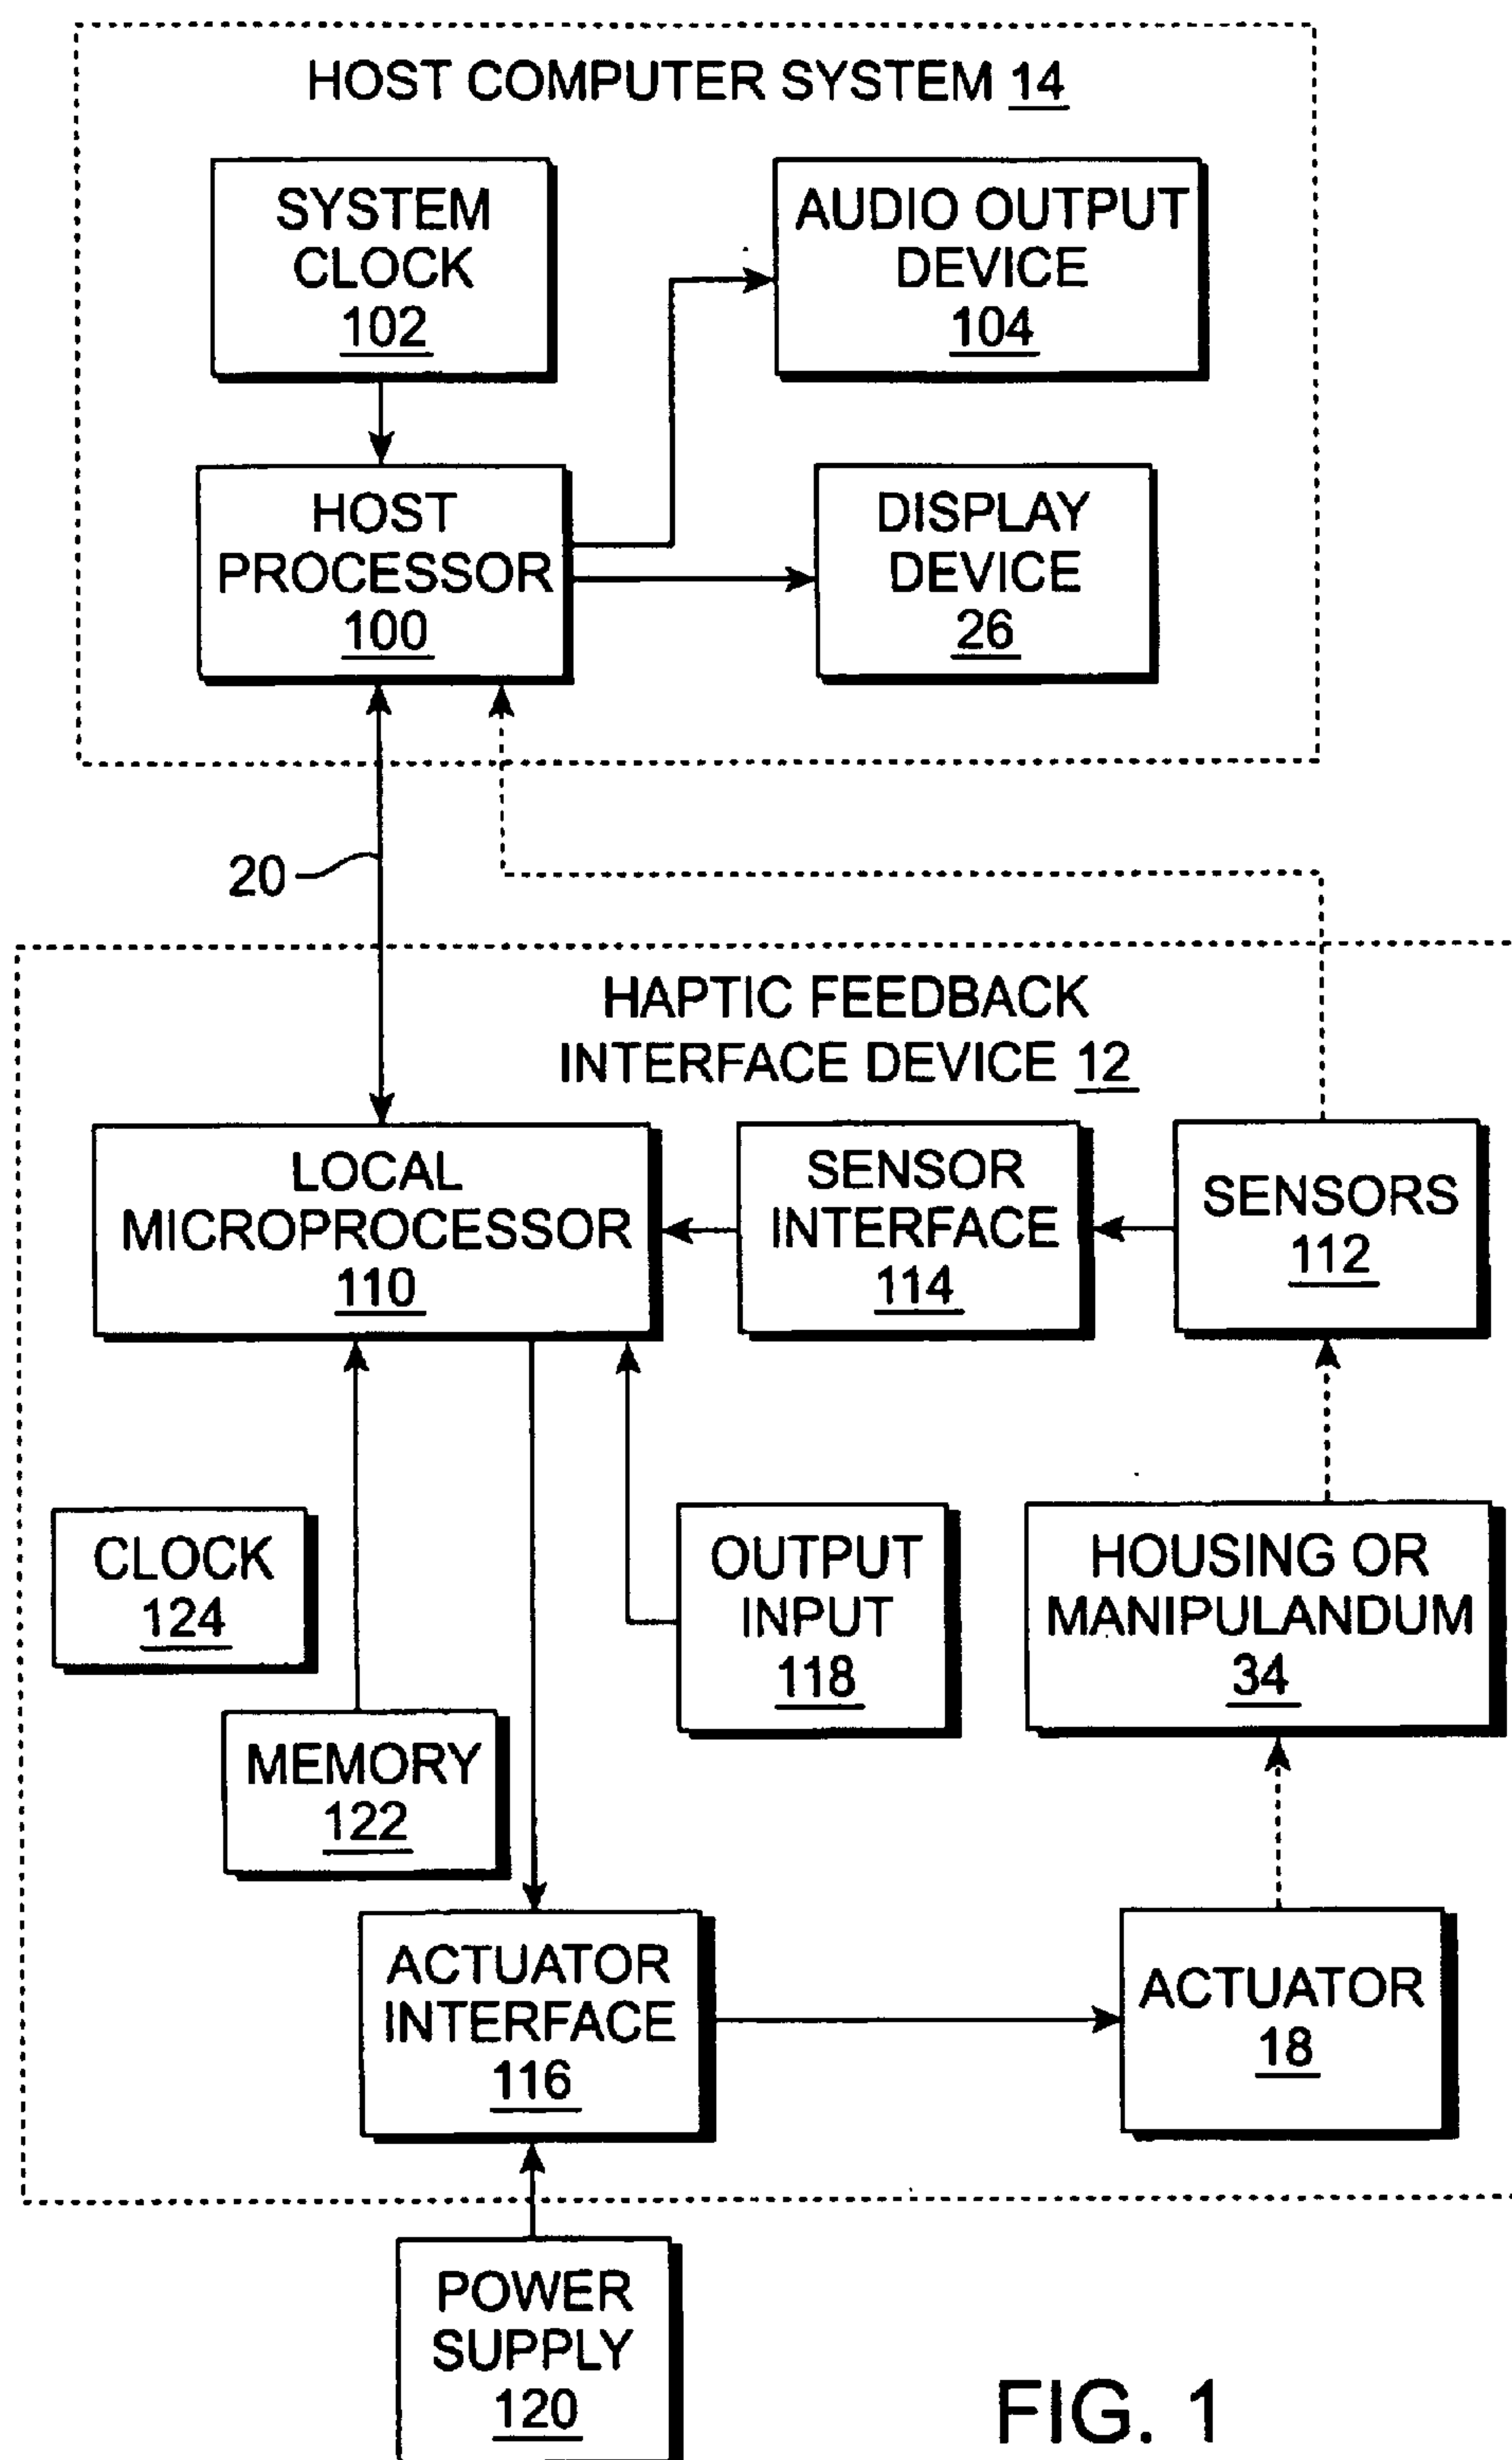 HOST COMPUTER SYSTEM 14
SYSTEM
CLOCK
102
AUDIO OUTPUT
DEVICE
104
HOST
PROCESSOR
100
DISPLAY
DEVICE
26
20
HAPTIC FEEDBACK
INTERFACE DEVICE 12
LOCAL
MICROPROCESSOR
110
SENSOR
INTERFACE
114
SENSORS
112
CLOCK
124
OUTPUT
INPUT
118
HOUSING OR
MANIPULANDUM
34
MEMORY
122
ACTUATOR
INTERFACE
116
ACTUATOR
18
POWER
SUPPLY
120
FIG. 1